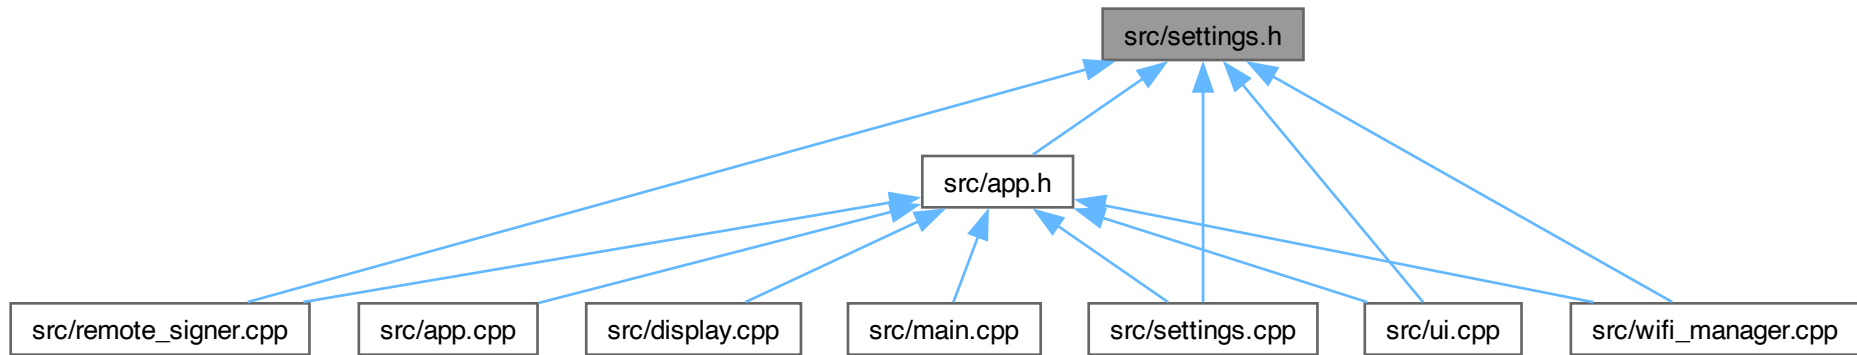 src/settings.h
src/app.h
src/remote_signer.cpp
src/app.cpp
src/display.cpp
src/main.cpp
src/settings.cpp
src/ui.cpp
src/wifi_manager.cpp